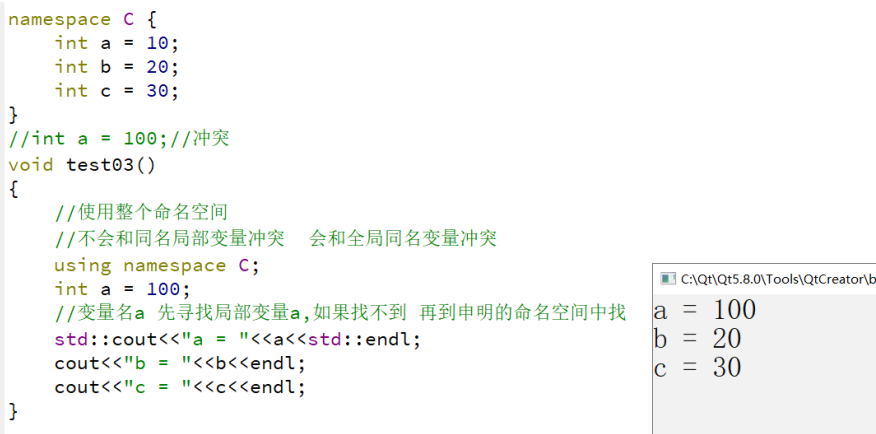 namespace C {
    int a = 10;
    int b = 20;
    int c = 30;
}
//int a = 100;//冲突
void test03()
{
    //使用整个命名空间
    //不会和同名局部变量冲突  会和全局同名变量冲突
    using namespace C;
    int a = 100;
    //变量名a 先寻找局部变量a,如果找不到 再到申明的命名空间中找
    std::cout<<"a = "<<a<<std::endl;
    cout<<"b = "<<b<<endl;
    cout<<"c = "<<c<<endl;
}
C:\Qt\Qt5.8.0\Tools\QtCreator\b
a = 100
b = 20
c = 30